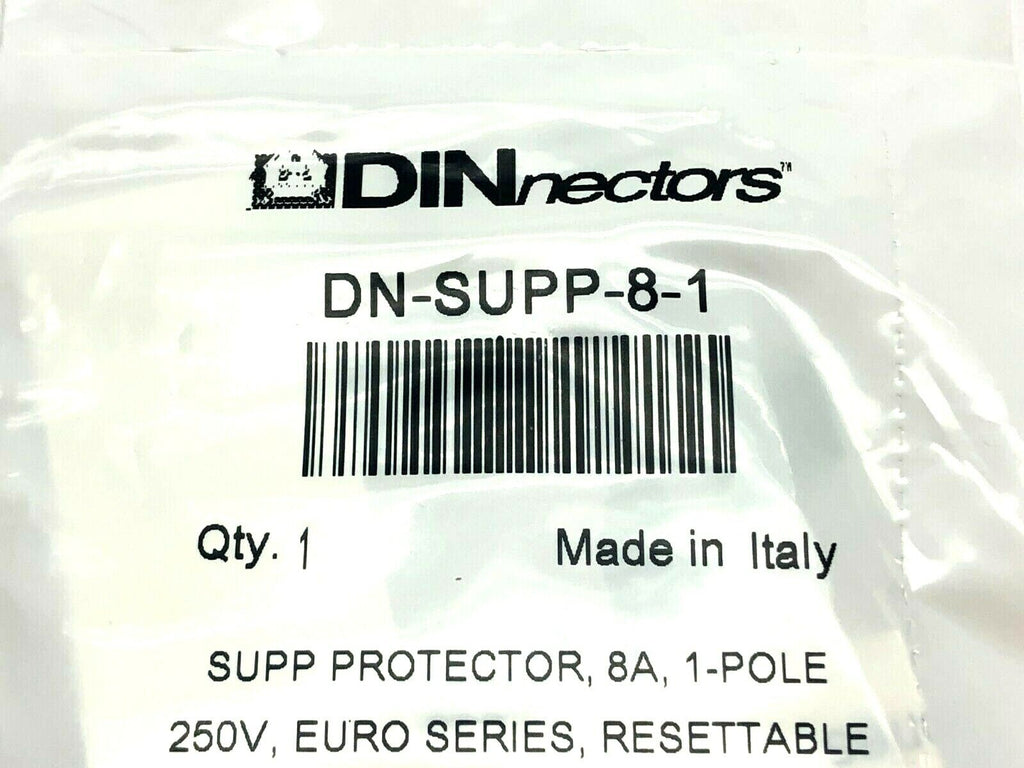 DINnectors™
DN-SUPP-8-1
Qty. 1 Made in Italy
SUPP PROTECTOR, 8A, 1-POLE
250V, EURO SERIES, RESETTABLE